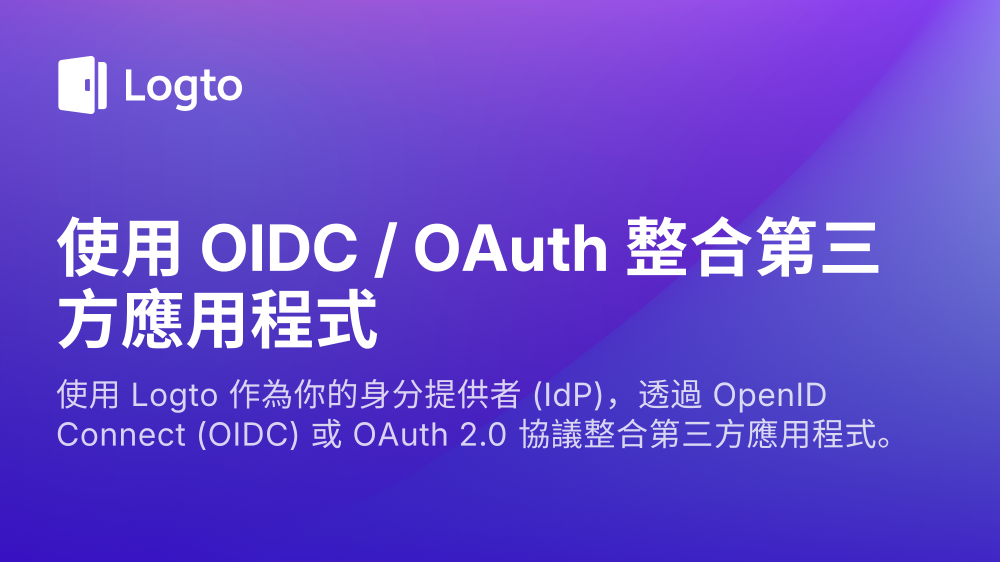 Logto
使用 OIDC / OAuth 整合第三
方應用程式
使用 Logto 作為你的身分提供者 (IdP)，透過 OpenID
Connect (OIDC) 或 OAuth 2.0 協議整合第三方應用程式。